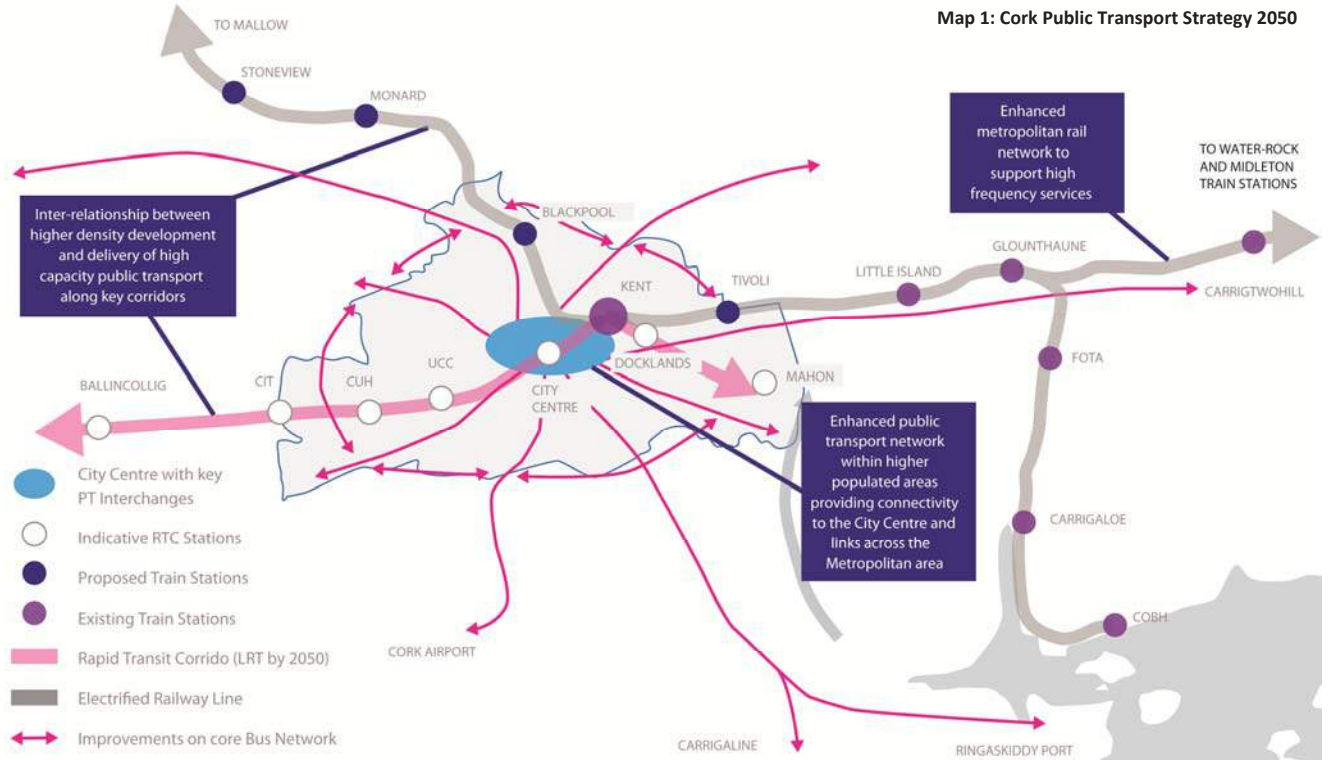 Map 1: Cork Public Transport Strategy 2050
TO MALLOW
STONEVIEW
MONARD
Enhanced
metropolitan rail
network to
support high
frequency services
TO WATER-ROCK
AND MIDLETON
TRAIN STATIONS
Inter-relationship between
higher density development
and delivery of high
capacity public transport
along key corridors
BLACKPOOL
GLOUNTHAUNE
LITTLE ISLAND
TIVOLI
KENT
CARRIGTWOHILL
FOTA
DOCKLANDS
MAHON
UCC
CUH
CIT
BALLINCOLLIG
CITY
CENTRE
Enhanced public
transport network
within higher
populated areas
providing connectivity
to the City Centre and
links across the
Metropolitan area
City Centre with key
PT Interchanges
Indicative RTC Stations
Proposed Train Stations
Existing Train Stations
Rapid Transit Corrido (LRT by 2050)
Electrified Railway Line
Improvements on core Bus Network
CARRIGALOE
COBH
CORK AIRPORT
CARRIGALINE
RINGASKIDDY PORT